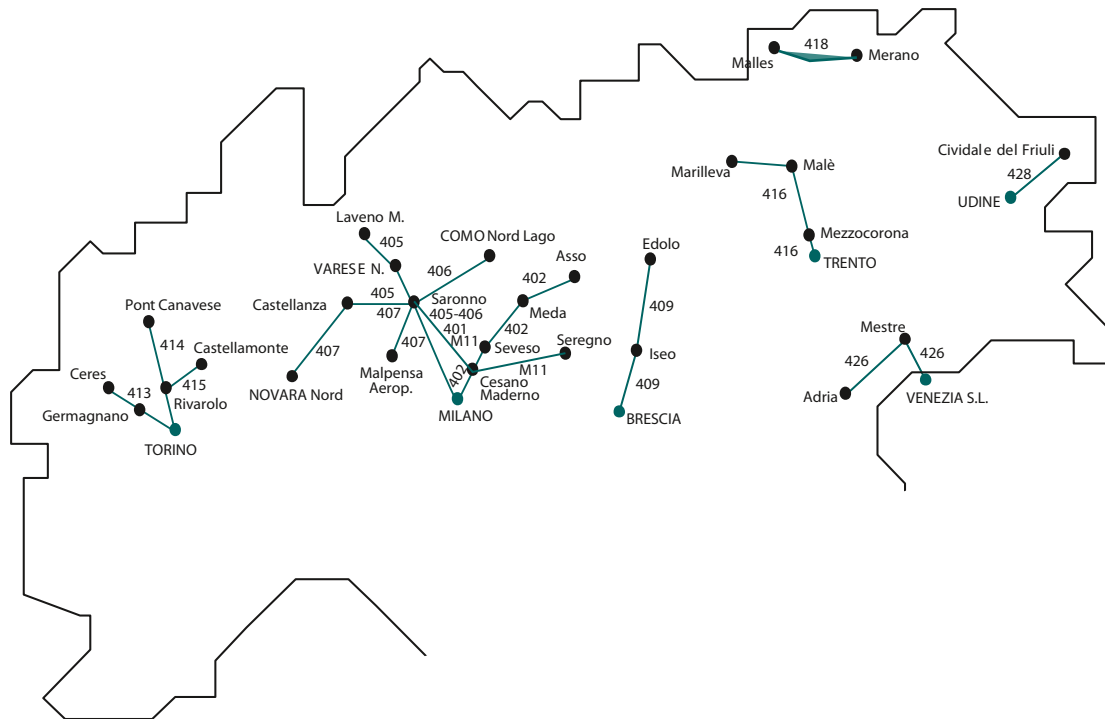 418
Malles
Merano
Cividale del Friuli
428
UDINE
Marilleva
Malè
416
Mezzocorona
416
TRENTO
Laveno M.
405
COMO Nord Lago
VARESE N.
406
Edolo
Asso
402
Pont Canavese
Castellanza
405
407
Saronno
405-406
401
Meda
409
402
M11
Seveso
Seregno
Iseo
Mestre
414
Castellamonte
407
407
Malpensa
Aerop.
M11
402
Cesano
Maderno
426
426
Ceres
413
415
Rivarolo
NOVARA Nord
409
Adria
VENEZIA S.L.
Germagnano
MILANO
BRESCIA
TORINO